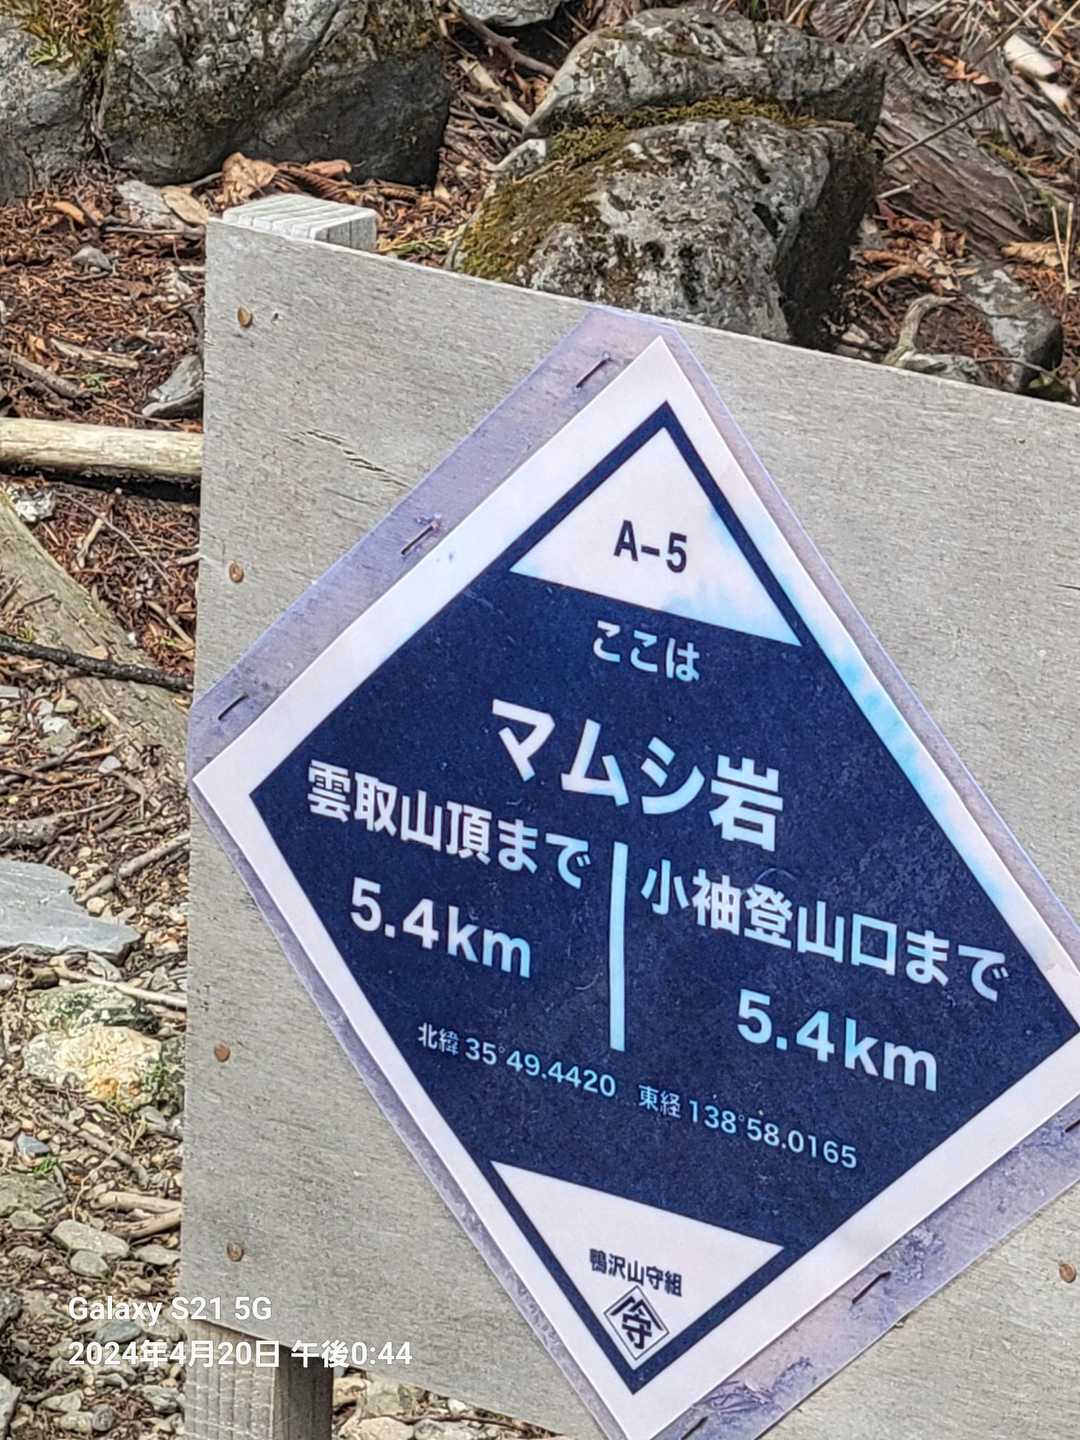 A-5
ここは
マムシ岩
雲取山頂まで
5.4km
小袖登山口まで
5.4km
北緯 35°49.4420 東経 138°58.0165
鴨沢山守組
Galaxy S21 5G
2024年4月20日 午後0:44